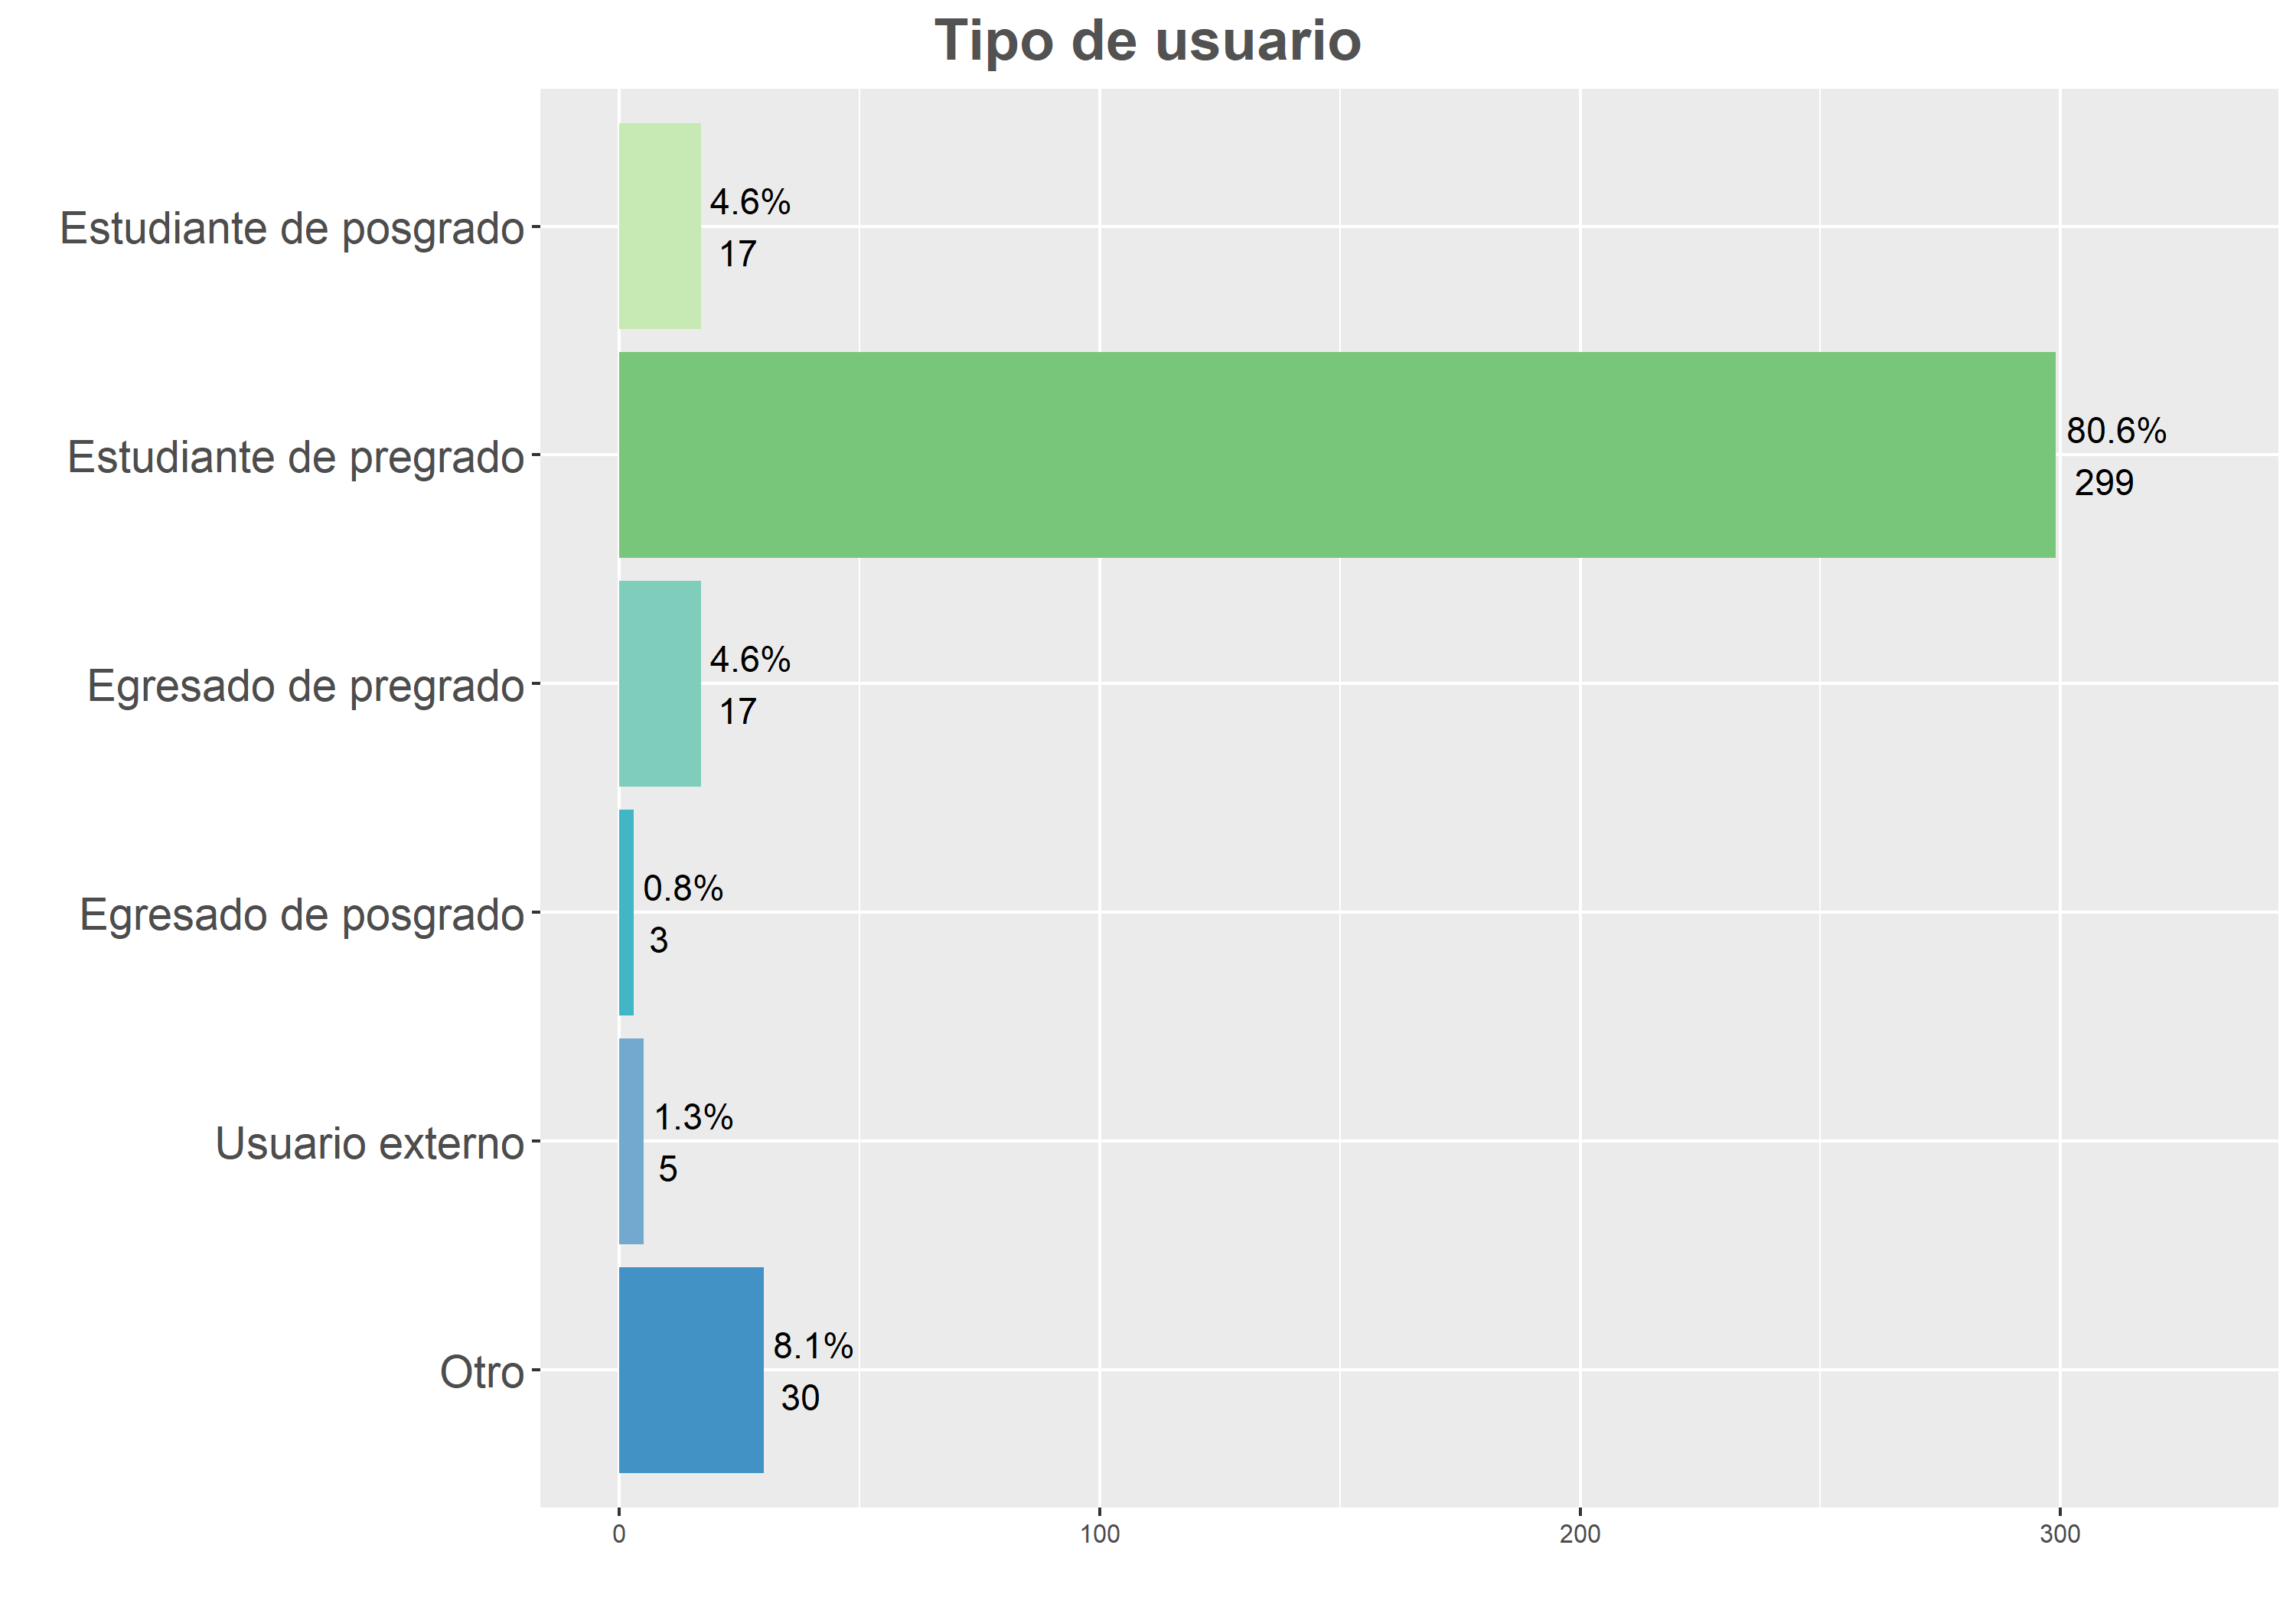 Tipo de usuario
Estudiante de posgrado
4.6%
17
Estudiante de pregrado
80.6%
299
Egresado de pregrado
4.6%
17
Egresado de posgrado
0.8%
3
Usuario externo
1.3%
5
Otro
8.1%
30
0 100 200 300